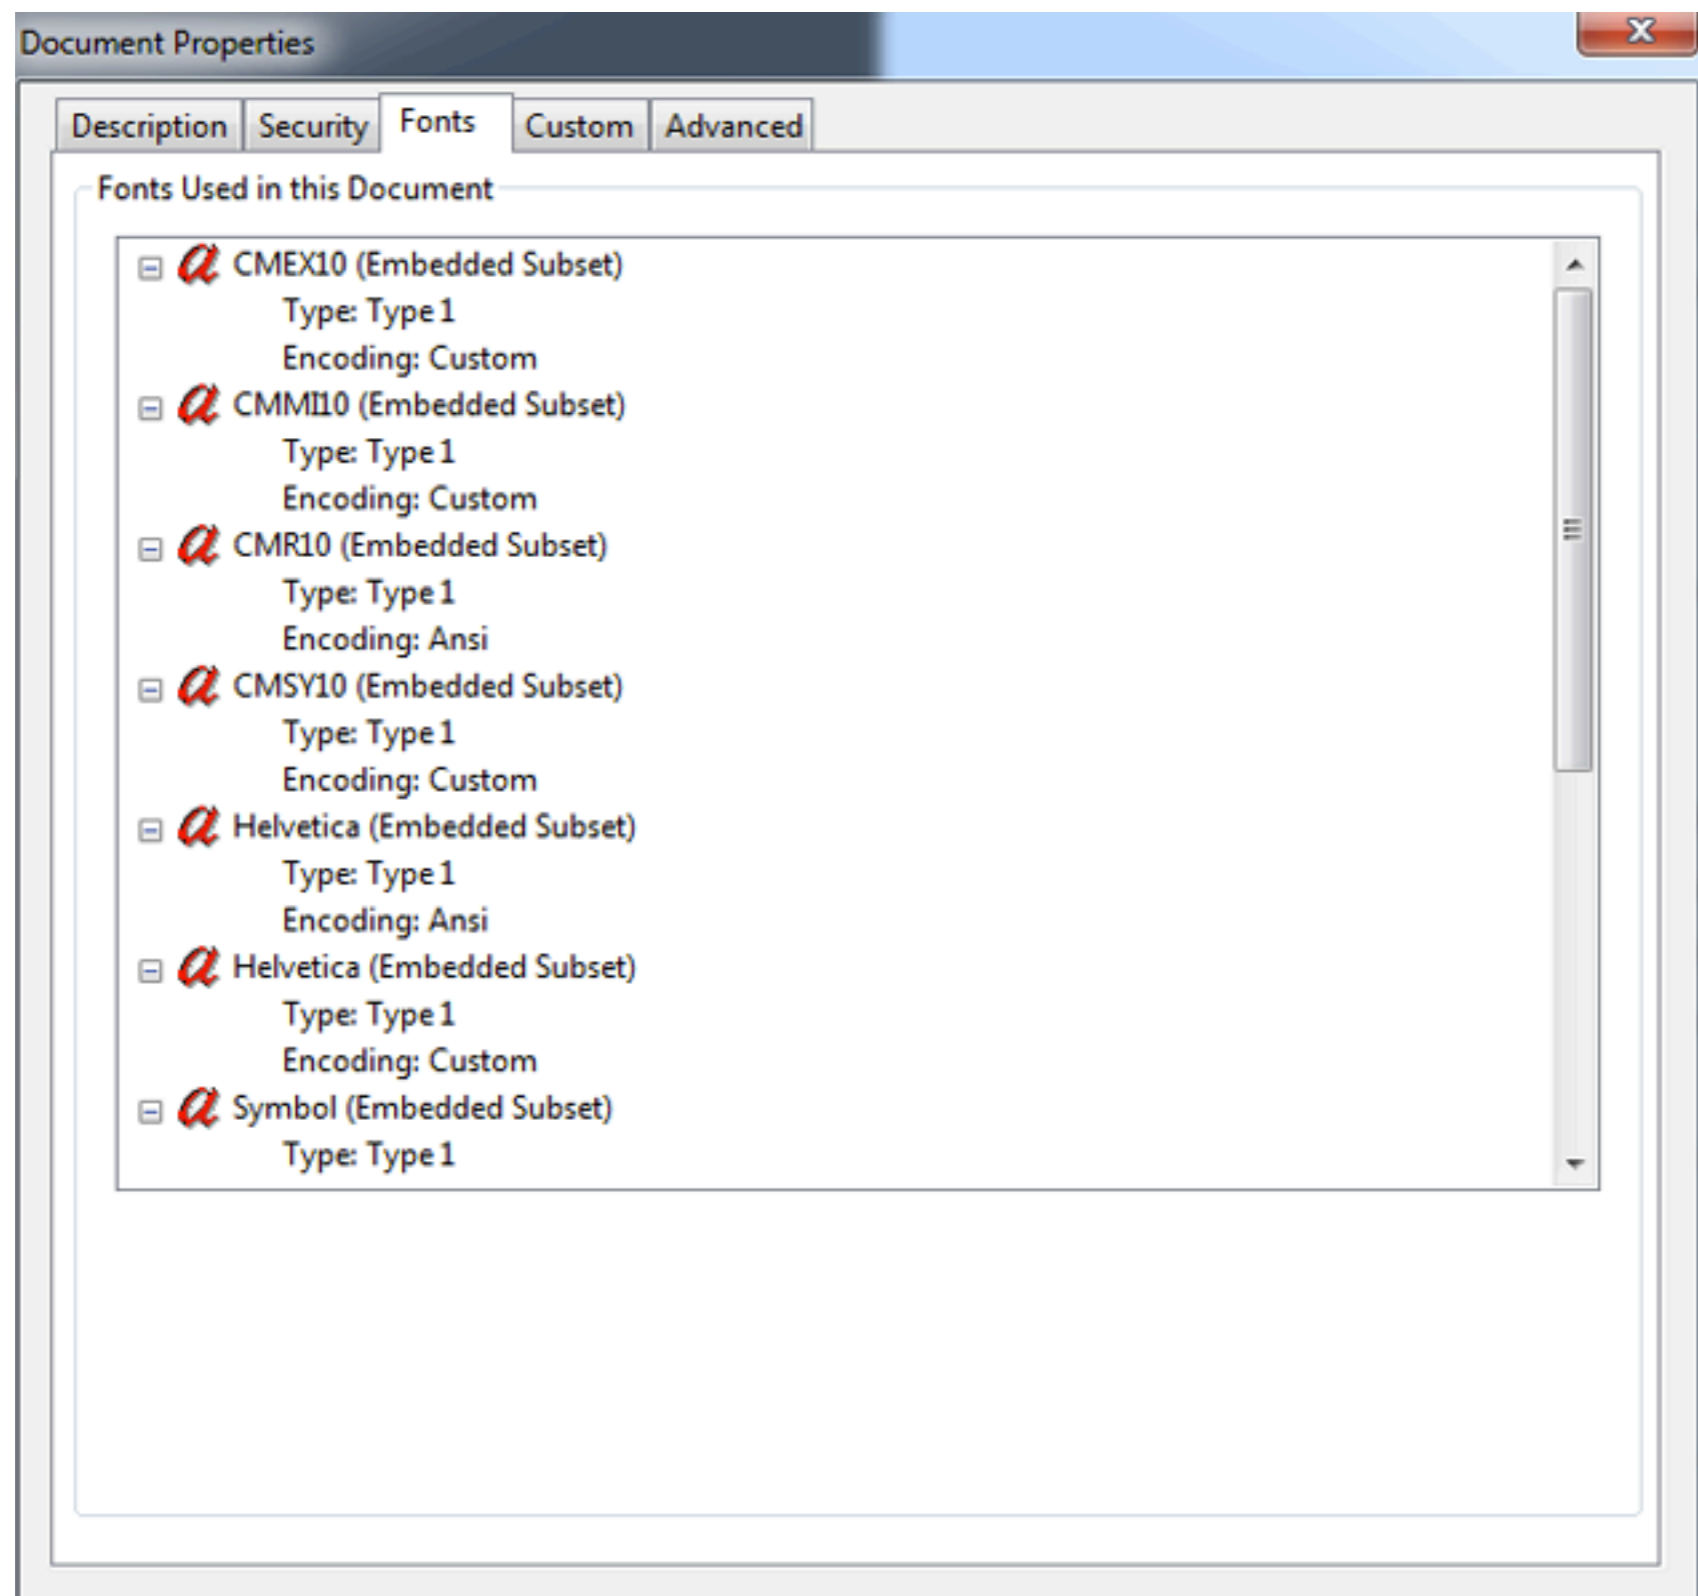 Document Properties
Description Security Fonts Custom Advanced
Fonts Used in this Document
CMEX10 (Embedded Subset)
Type: Type 1
Encoding: Custom
CMMI10 (Embedded Subset)
Type: Type 1
Encoding: Custom
CMR10 (Embedded Subset)
Type: Type 1
Encoding: Ansi
CMSY10 (Embedded Subset)
Type: Type 1
Encoding: Custom
Helvetica (Embedded Subset)
Type: Type 1
Encoding: Ansi
Helvetica (Embedded Subset)
Type: Type 1
Encoding: Custom
Symbol (Embedded Subset)
Type: Type 1